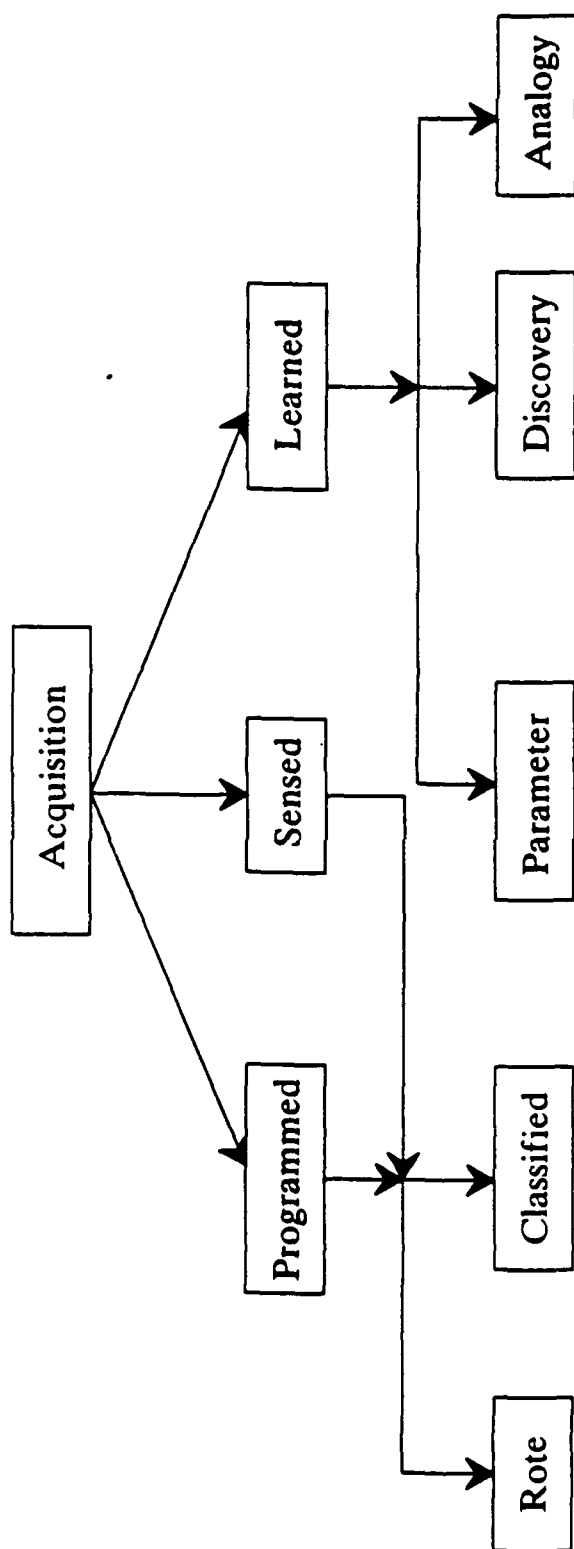 Acquisition
Programmed
Sensed
Learned
Rote
Classified
Parameter
Discovery
Analogy